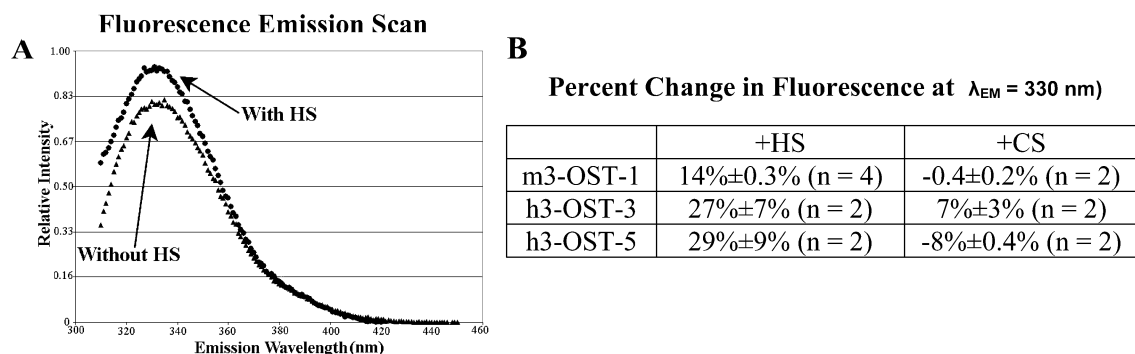 Fluorescence Emission Scan
A
1.00
0.83
0.67
0.50
0.33
0.16
0
Relative Intensity
With HS
Without HS
300 320 340 360 380 400 420 440 460
Emission Wavelength(nm)
B
Percent Change in Fluorescence at λEM = 330 nm)
+HS +CS
m3-OST-1 14%±0.3% (n = 4) -0.4±0.2% (n = 2)
h3-OST-3 27%±7% (n = 2) 7%±3% (n = 2)
h3-OST-5 29%±9% (n = 2) -8%±0.4% (n = 2)